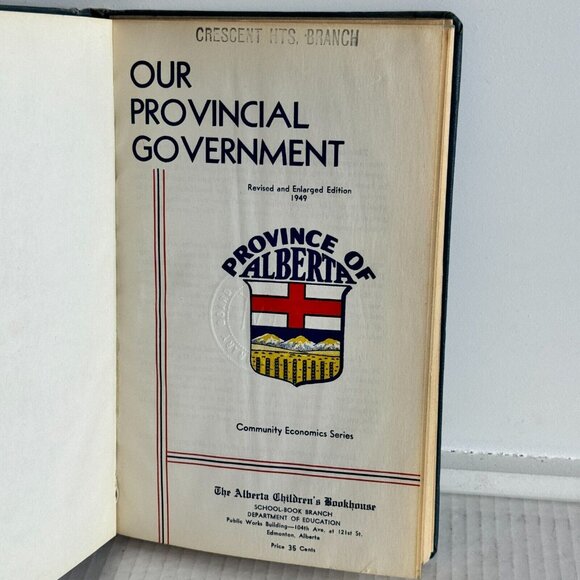 CRESCENT HTS. BRANCH
OUR
PROVINCIAL
GOVERNMENT
Revised and Enlarged Edition
1949
PROVINCE OF
ALBERTA
Community Economics Series
The Alberta Children's Bookhouse
SCHOOL-BOOK BRANCH
DEPARTMENT OF EDUCATION
Public Works Building—104th Ave. at 121st St.
Edmonton, Alberta
Price 35 Cents